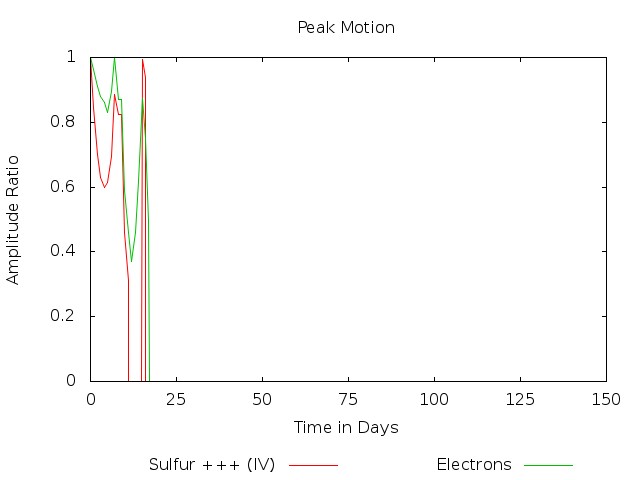 Peak Motion
1
0.8
0.6
0.4
0.2
0
Amplitude Ratio
0 25 50 75 100 125 150
Time in Days
Sulfur +++ (IV) Electrons